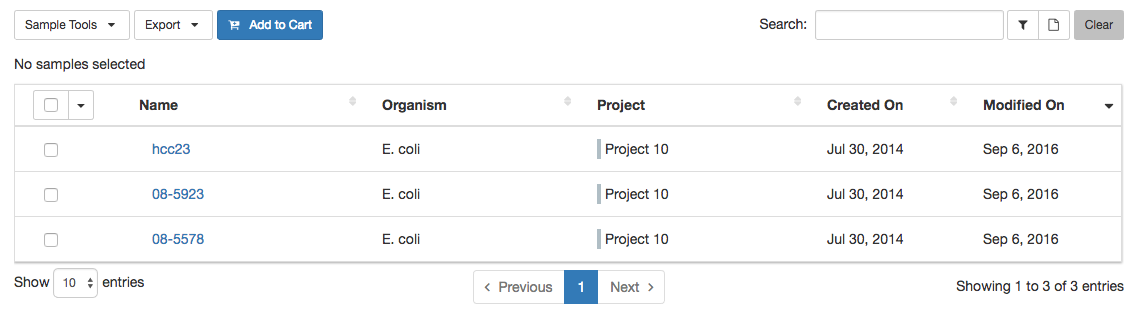 Sample Tools Export Add to Cart Search: Clear
No samples selected
Name Organism Project Created On Modified On
hcc23 E. coli Project 10 Jul 30, 2014 Sep 6, 2016
08-5923 E. coli Project 10 Jul 30, 2014 Sep 6, 2016
08-5578 E. coli Project 10 Jul 30, 2014 Sep 6, 2016
Show 10 entries Previous 1 Next Showing 1 to 3 of 3 entries